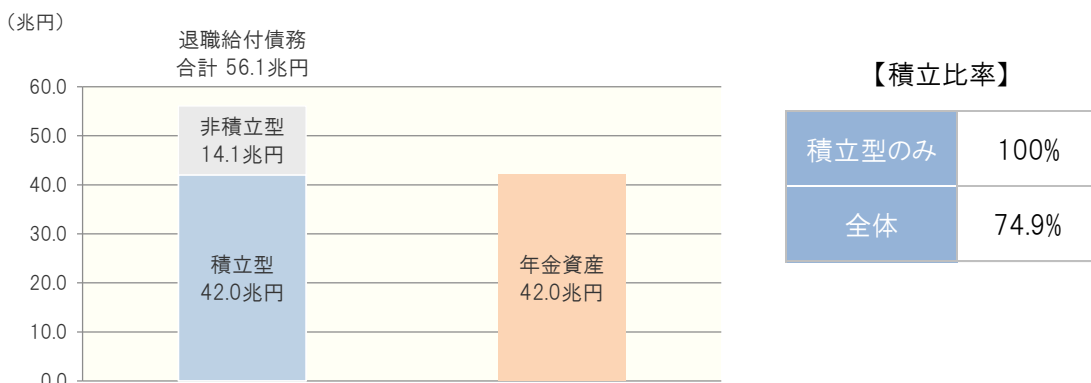 （兆円）
退職給付債務
合計 56.1兆円
60.0
50.0
40.0
30.0
20.0
10.0
0.0
非積立型
14.1兆円
積立型
42.0兆円
年金資産
42.0兆円
【積立比率】
積立型のみ 100%
全体 74.9%